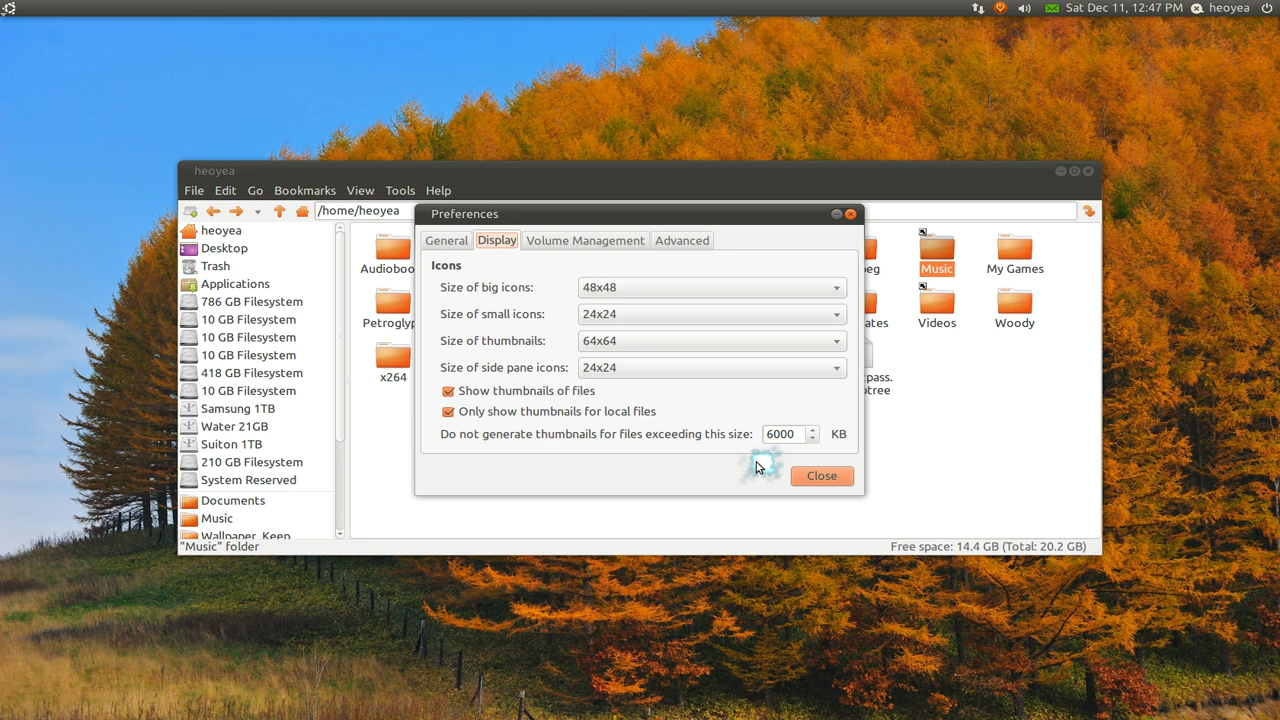 Sat Dec 11, 12:47 PM heoyea
heoyea
File Edit Go Bookmarks View Tools Help
/home/heoyea
heoyea
Desktop
Trash
Applications
786 GB Filesystem
10 GB Filesystem
10 GB Filesystem
10 GB Filesystem
418 GB Filesystem
10 GB Filesystem
Samsung 1TB
Water 21GB
Suiton 1TB
210 GB Filesystem
System Reserved
Documents
Music
Wallpaper_Keep
Audioboo
Petroglyp
x264
Preferences
General Display Volume Management Advanced
Icons
Size of big icons: 48x48
Size of small icons: 24x24
Size of thumbnails: 64x64
Size of side pane icons: 24x24
Show thumbnails of files
Only show thumbnails for local files
Do not generate thumbnails for files exceeding this size: 6000 KB
Close
eg Music My Games
ates Videos Woody
pass.
otree
"Music" folder Free space: 14.4 GB (Total: 20.2 GB)